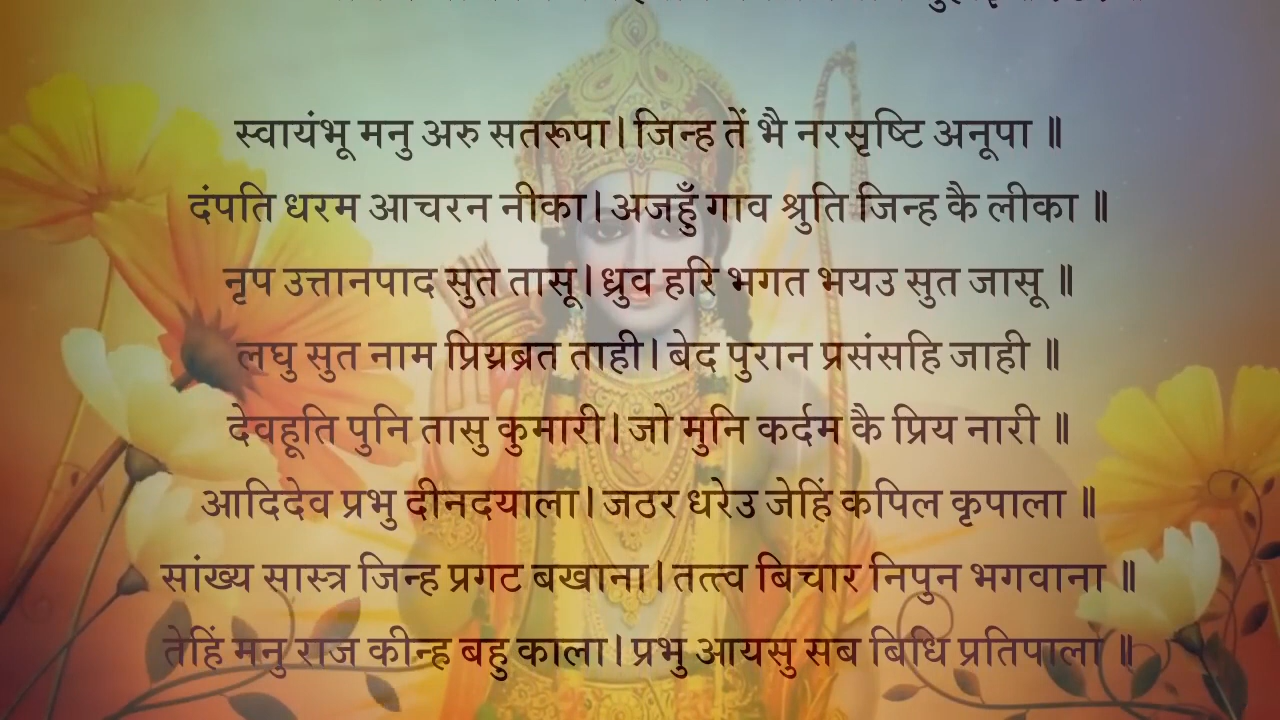 स्वायंभू मनु अरु सतरूपा। जिन्ह तें भै नरसृष्टि अनूपा ॥
दंपति धरम आचरन नीका। अजहुँ गाव श्रुति जिन्ह कै लीका ॥
नृप उत्तानपाद सुत तासू। ध्रुव हरि भगत भयउ सुत जासू ॥
लघु सुत नाम प्रिय्रब्रत ताही। बेद पुरान प्रसंसहि जाही ॥
देवहूति पुनि तासु कुमारी। जो मुनि कर्दम कै प्रिय नारी ॥
आदिदेव प्रभु दीनदयाला। जठर धरेउ जेहिं कपिल कृपाला ॥
सांख्य सास्त्र जिन्ह प्रगट बखाना। तत्त्व बिचार निपुन भगवाना ॥
तेहिं मनु राज कीन्ह बहु काला। प्रभु आयसु सब बिधि प्रतिपाला ॥